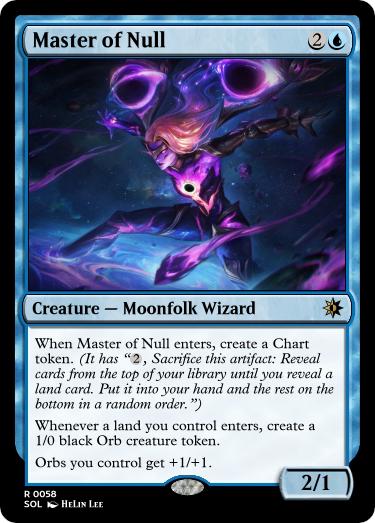 Master of Null 2
Creature — Moonfolk Wizard
When Master of Null enters, create a Chart
token. (It has “2, Sacrifice this artifact: Reveal
cards from the top of your library until you reveal a
land card. Put it into your hand and the rest on the
bottom in a random order.”)
Whenever a land you control enters, create a
1/0 black Orb creature token.
Orbs you control get +1/+1.
2/1
R 0058
SOL HeLin Lee